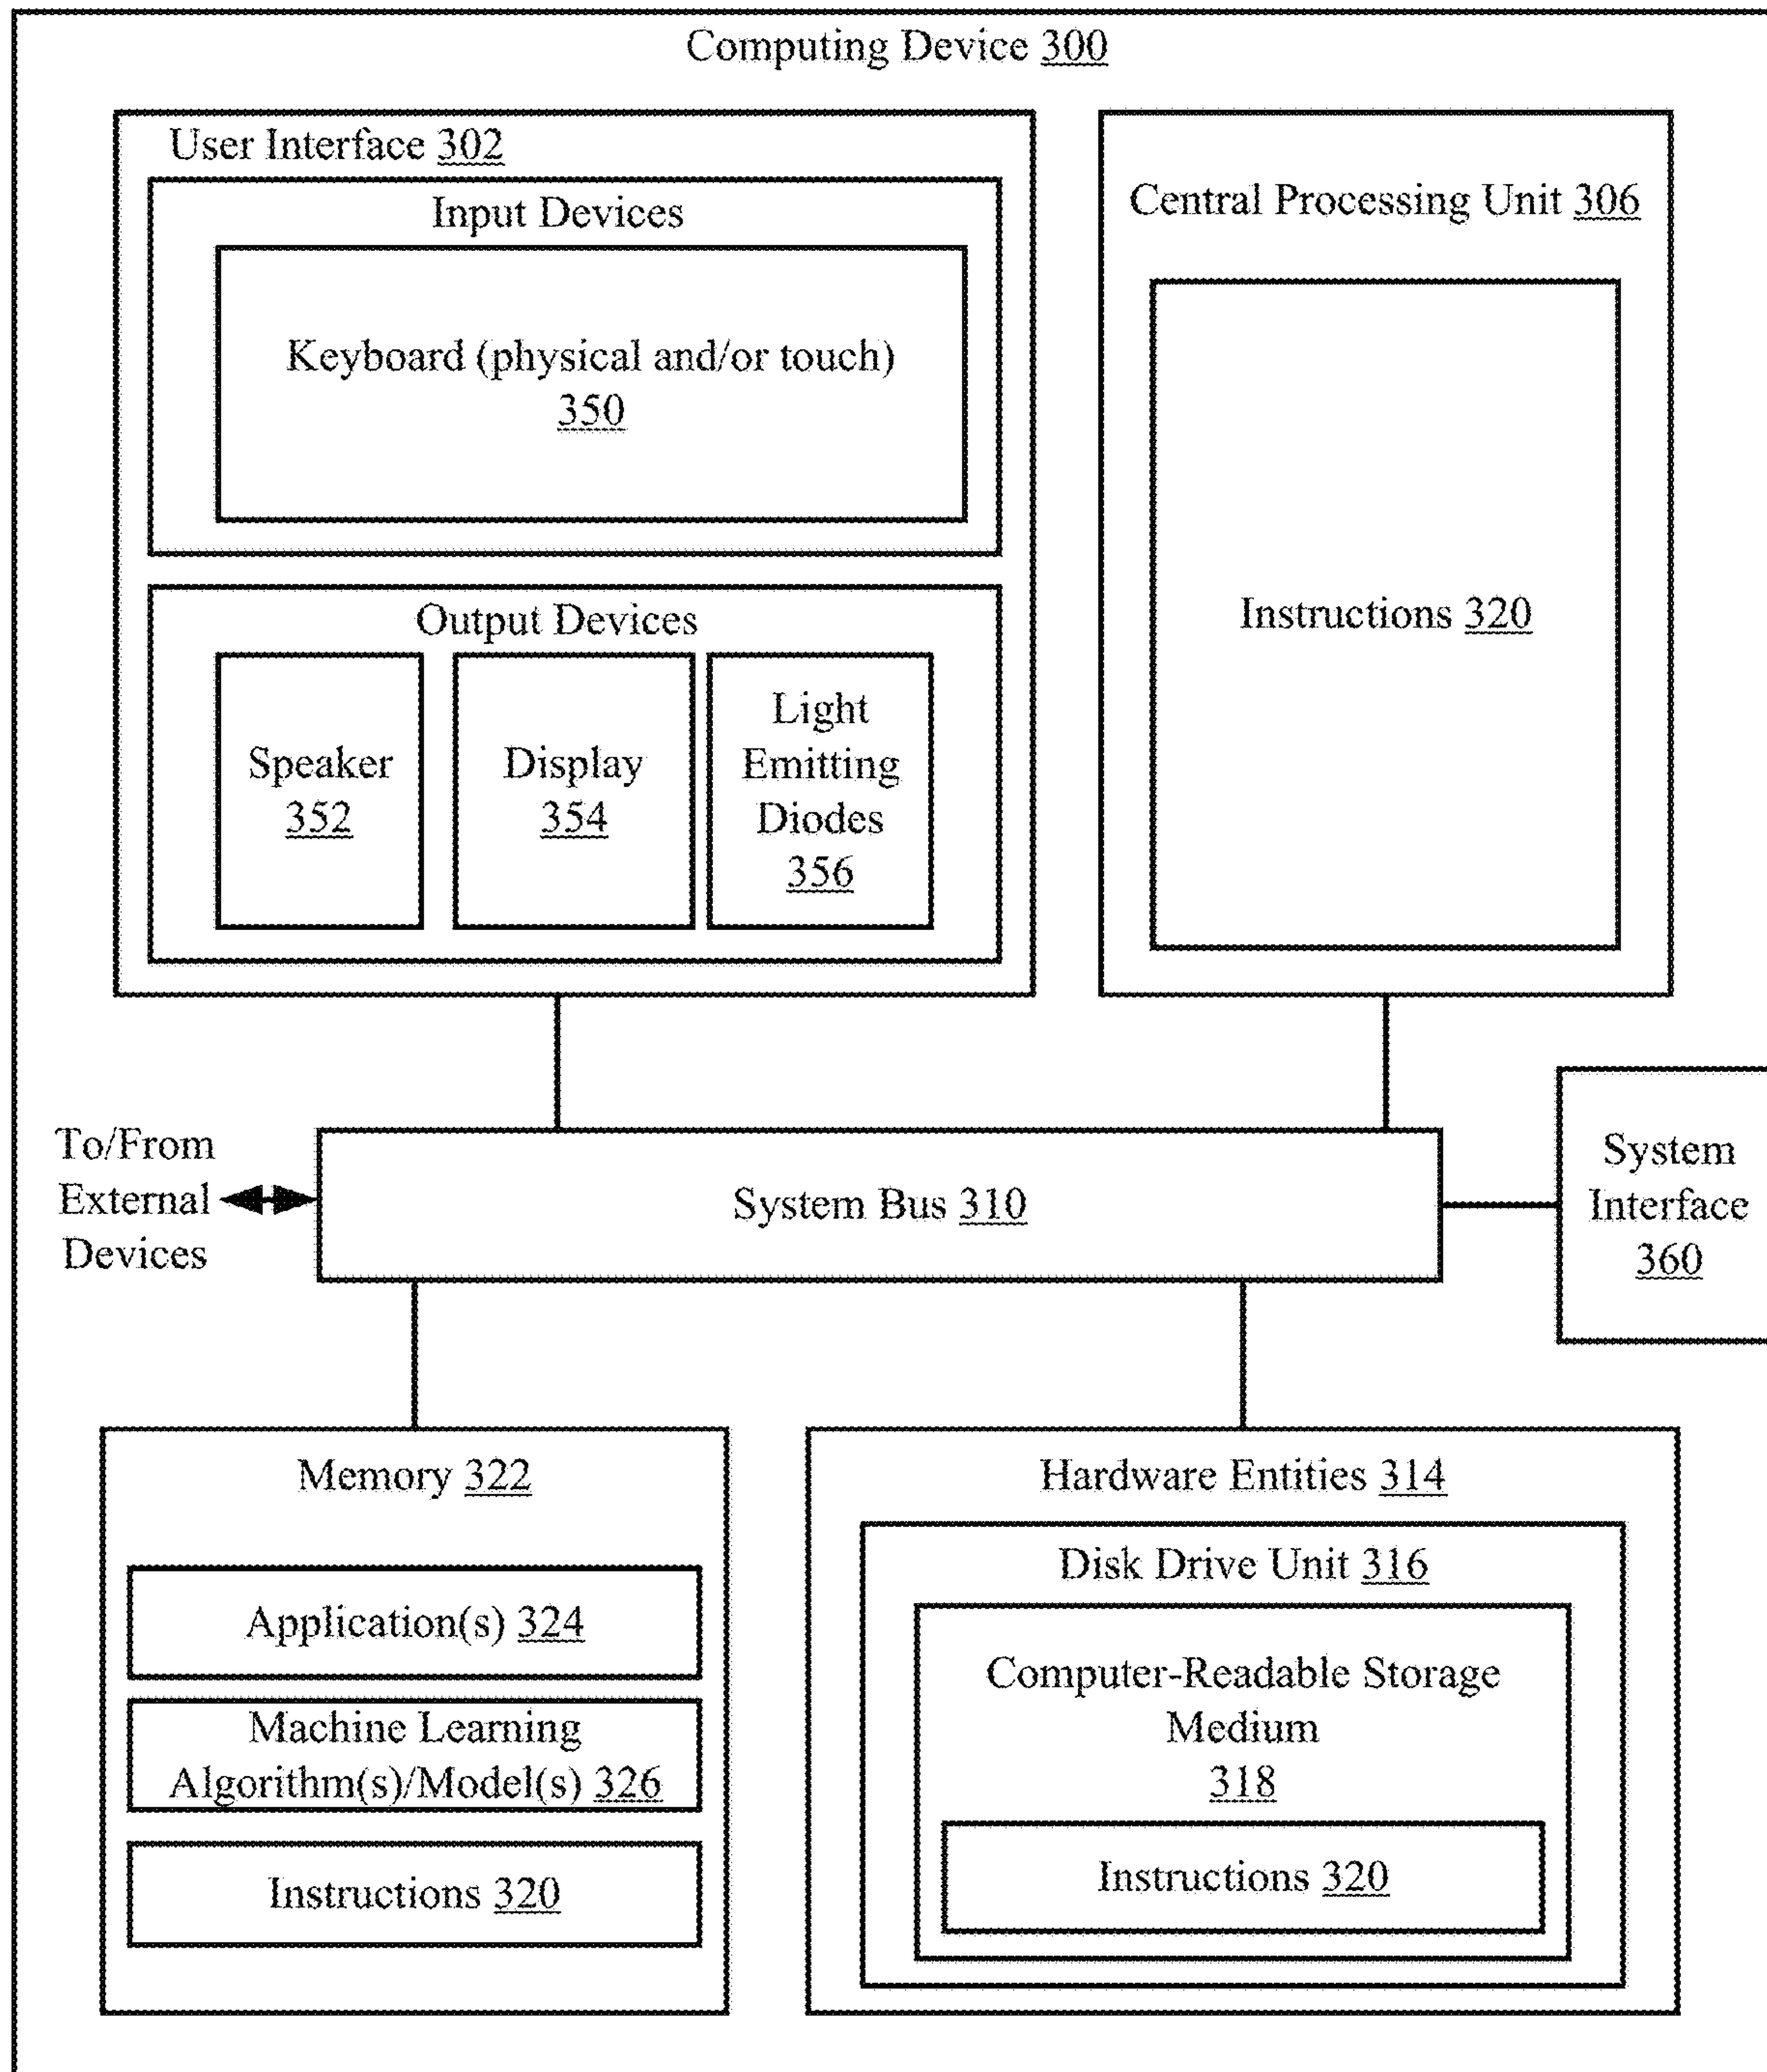 Computing Device 300
User Interface 302
Input Devices
Keyboard (physical and/or touch)
350
Output Devices
Speaker
352
Display
354
Light
Emitting
Diodes
356
Central Processing Unit 306
Instructions 320
To/From
External
Devices
System Bus 310
System
Interface
360
Memory 322
Application(s) 324
Machine Learning
Algorithm(s)/Model(s) 326
Instructions 320
Hardware Entities 314
Disk Drive Unit 316
Computer-Readable Storage
Medium
318
Instructions 320